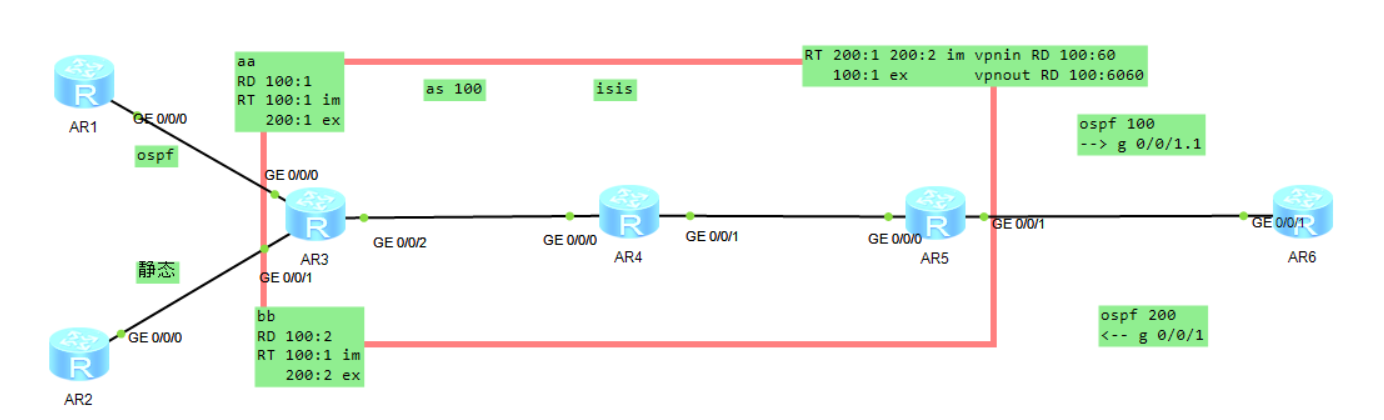 aa
RD 100:1
RT 100:1 im
200:1 ex
as 100
isis
RT 200:1 200:2 im vpnin RD 100:60
100:1 ex vpnout RD 100:6060
R
AR1
GE 0/0/0
ospf
ospf 100
--> g 0/0/1.1
GE 0/0/0
R
AR3
GE 0/0/2
GE 0/0/1
GE 0/0/0
R
AR4
GE 0/0/1
GE 0/0/0
R
AR5
GE 0/0/1
GE 0/0/1
R
AR6
静态
GE 0/0/0
R
AR2
bb
RD 100:2
RT 100:1 im
200:2 ex
ospf 200
<-- g 0/0/1